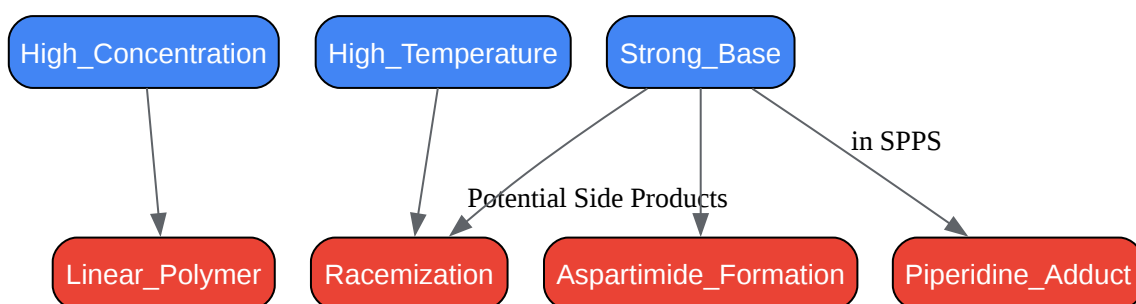 High_Concentration
High_Temperature
Strong_Base
in SPPS
Potential Side Products
Linear_Polymer
Racemization
Aspartimide_Formation
Piperidine_Adduct